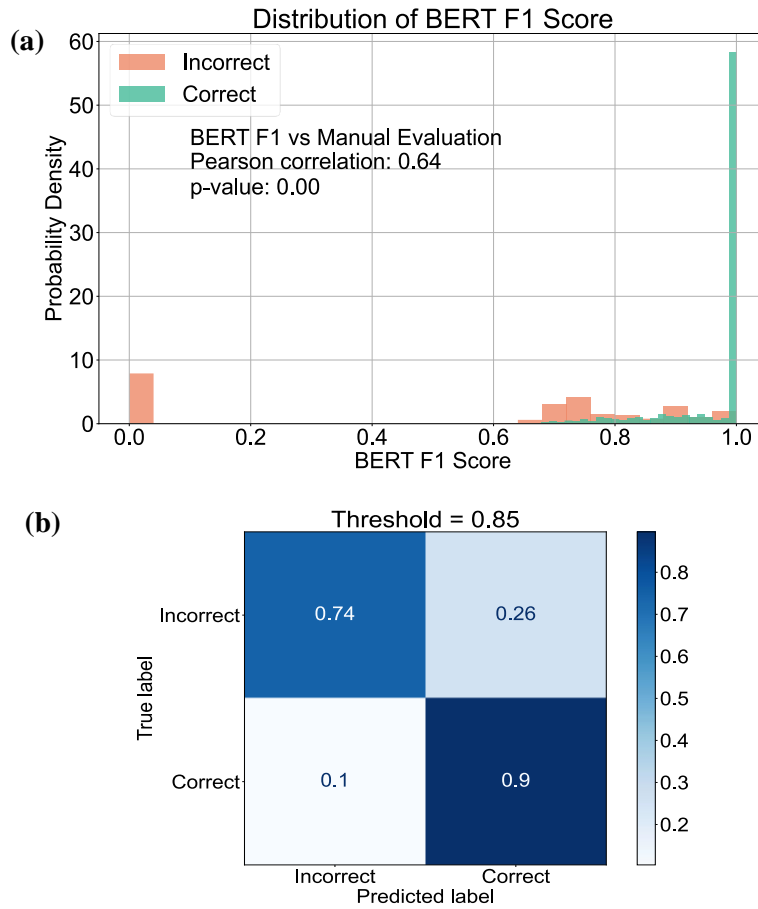 (a)
Distribution of BERT F1 Score
Probability Density
60
50
40
30
20
10
0
Incorrect
Correct
BERT F1 vs Manual Evaluation
Pearson correlation: 0.64
p-value: 0.00
0.0 0.2 0.4 0.6 0.8 1.0
BERT F1 Score
(b)
Threshold = 0.85
True label
Incorrect
0.74 0.26
Correct
0.1 0.9
Incorrect Correct
Predicted label
0.8
0.7
0.6
0.5
0.4
0.3
0.2